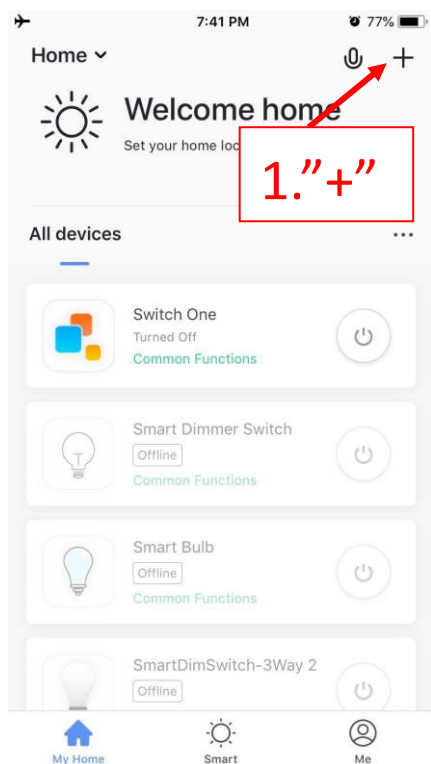 7:41 PM
77%
Home
Welcome home
Set your home loc
1."+"
All devices
Switch One
Turned Off
Common Functions
Smart Dimmer Switch
Offline
Common Functions
Smart Bulb
Offline
Common Functions
SmartDimSwitch-3Way 2
Offline
My Home
Smart
Me